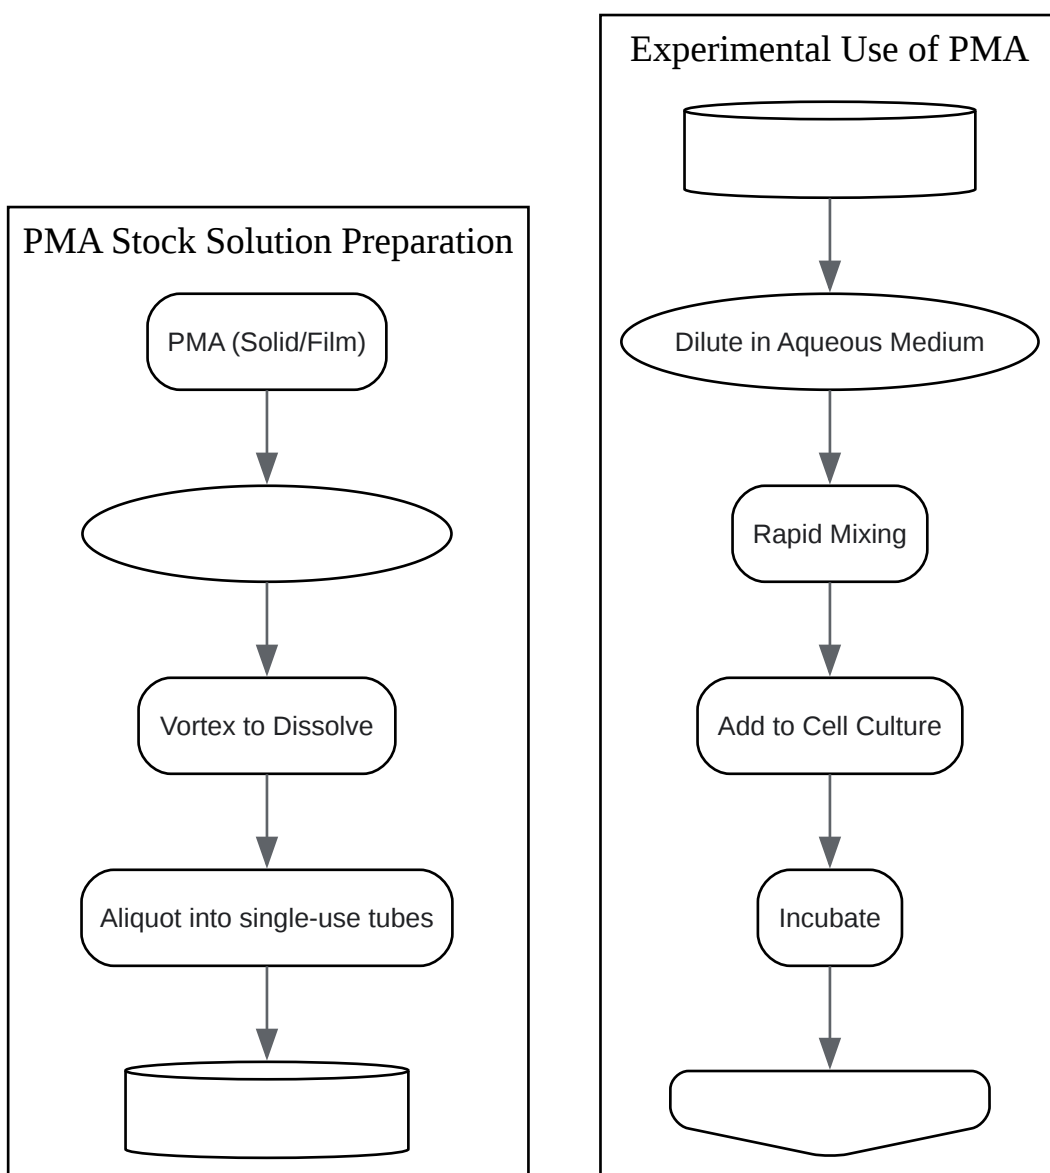 PMA Stock Solution Preparation
PMA (Solid/Film)
Vortex to Dissolve
Aliquot into single-use tubes
Experimental Use of PMA
Dilute in Aqueous Medium
Rapid Mixing
Add to Cell Culture
Incubate